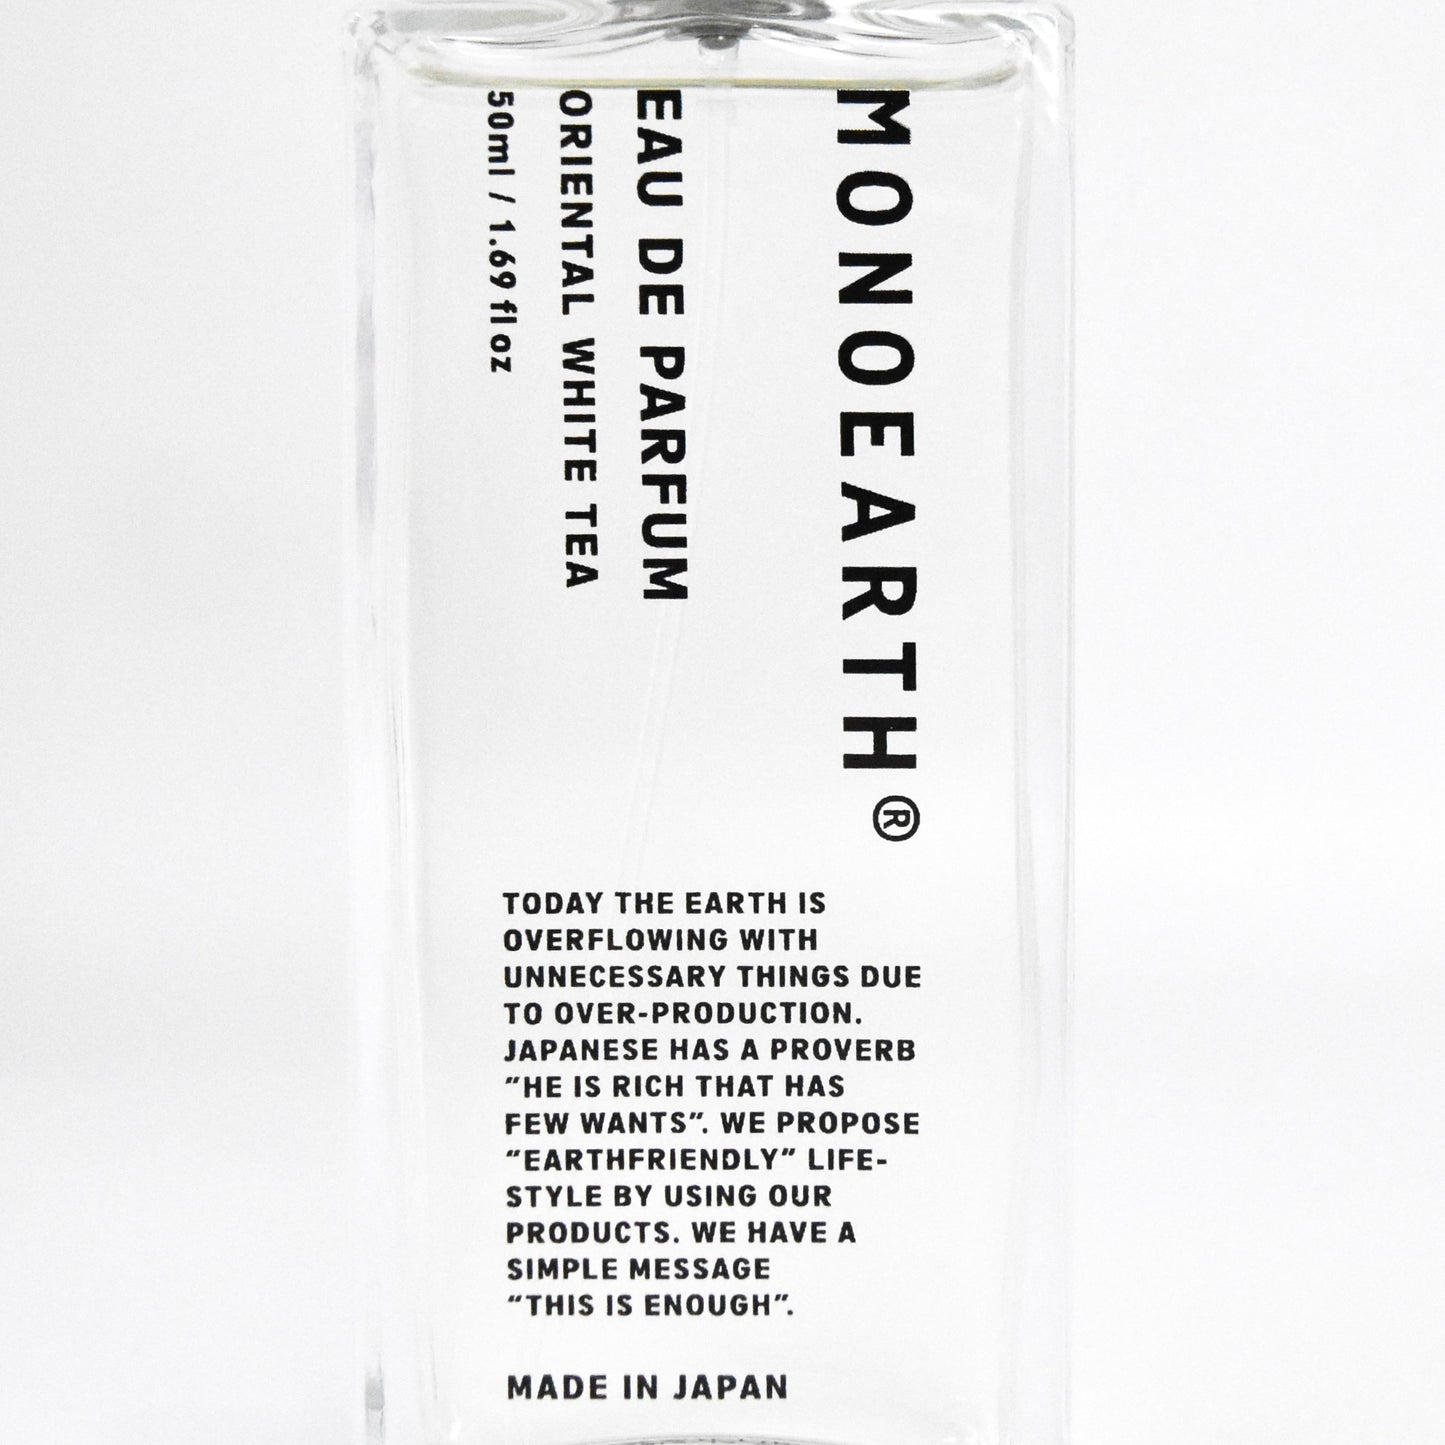 MONOEARTH®
EAU DE PARFUM
ORIENTAL WHITE TEA
50ml / 1.69 fl oz
TODAY THE EARTH IS
OVERFLOWING WITH
UNNECESSARY THINGS DUE
TO OVER-PRODUCTION.
JAPANESE HAS A PROVERB
"HE IS RICH THAT HAS
FEW WANTS". WE PROPOSE
"EARTHFRIENDLY" LIFE-
STYLE BY USING OUR
PRODUCTS. WE HAVE A
SIMPLE MESSAGE
"THIS IS ENOUGH".
MADE IN JAPAN